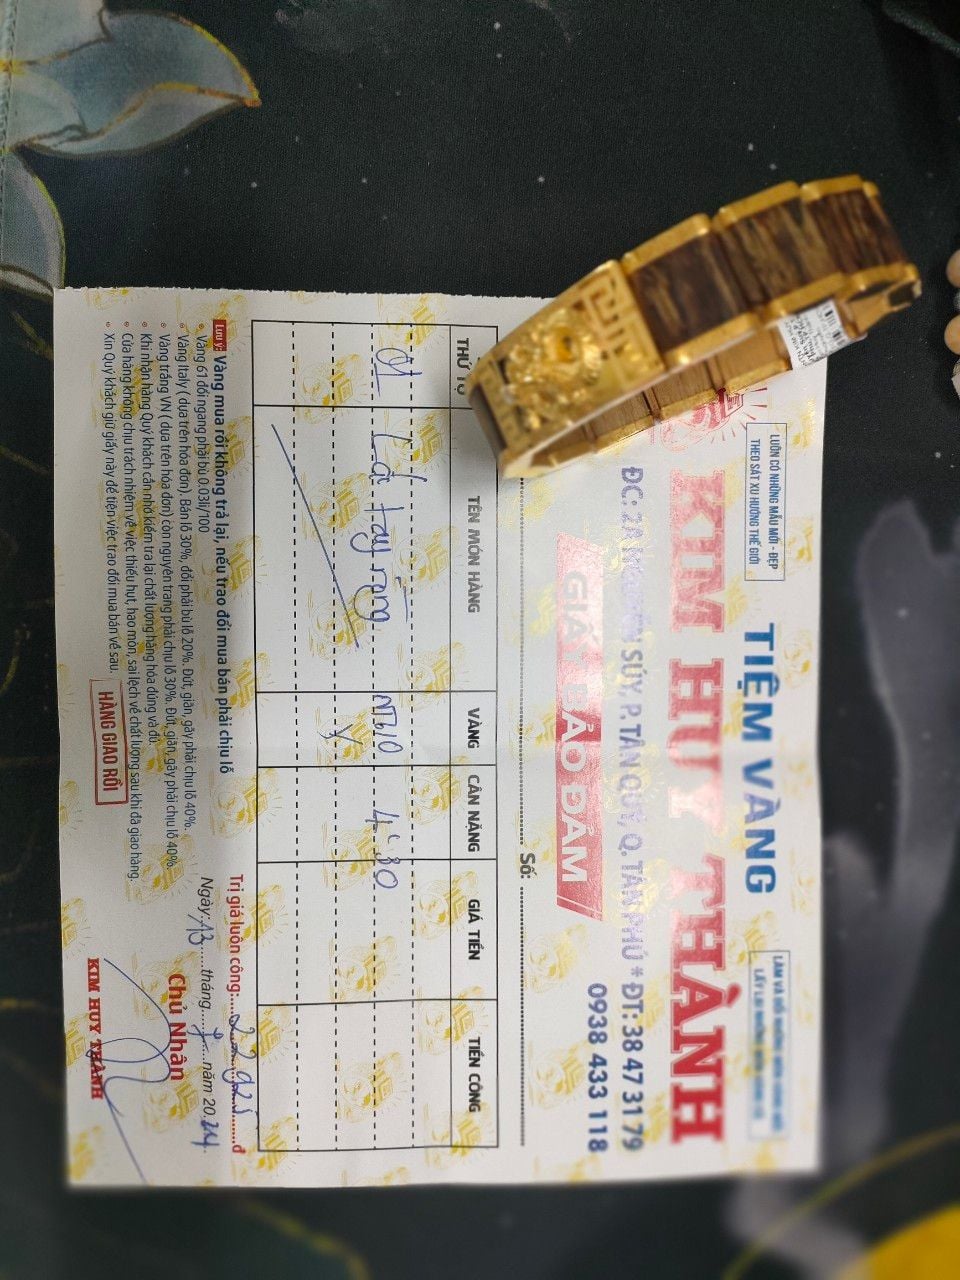 LUÔN CÓ NHỮNG MẪU MỚI - ĐẸP
THEO SÁT XU HƯỚNG THẾ GIỚI
TIỆM VÀNG
KIM HUY THÀNH
SÚY, P. TÂN QUÝ, Q. TÂN PHÚ * ĐT: 38 47 31 79
0938 433 118
GIẤY BẢO ĐẢM
Số:
THỨ TỰ TÊN MÓN HÀNG VÀNG CÂN NẶNG GIÁ TIỀN TIỀN CÔNG
01 Lắc tay rồng NT610 4 30
Trị giá luôn công: đ
Lưu ý: Vàng mua rồi không trả lại, nếu trao đổi mua bán phải chịu lỗ
Vàng 61 đổi ngang phải bù 0.03li/100
Vàng Italy ( dựa trên hóa đơn). Bán lỗ 30%, đổi phải bù lỗ 20%. Đứt, giãn, gãy phải chịu lỗ 40%.
Vàng trắng VN ( dựa trên hóa đơn) còn nguyên trạng phải chịu lỗ 30%. Đứt, giãn, gãy phải chịu lỗ 40%
Khi nhận hàng Quý khách cần nhớ kiểm tra lại chất lượng hàng hóa đúng và đủ.
Cửa hàng không chịu trách nhiệm về việc thiếu hụt, hao mòn, sai lệch về chất lượng sau khi đã giao hàng.
Xin Quý khách giữ giấy này để tiện việc trao đổi mua bán về sau.
HÀNG GIAO RỒI
Ngày: 13 tháng 7 năm 2024
Chủ Nhân
KIM HUY THÀNH